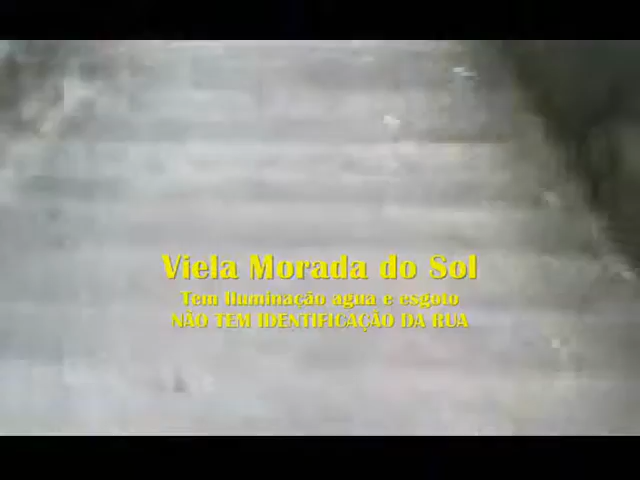 Viela Morada do Sol
Tem Iluminação agua e esgoto
NÃO TEM IDENTIFICAÇÃO DA RUA